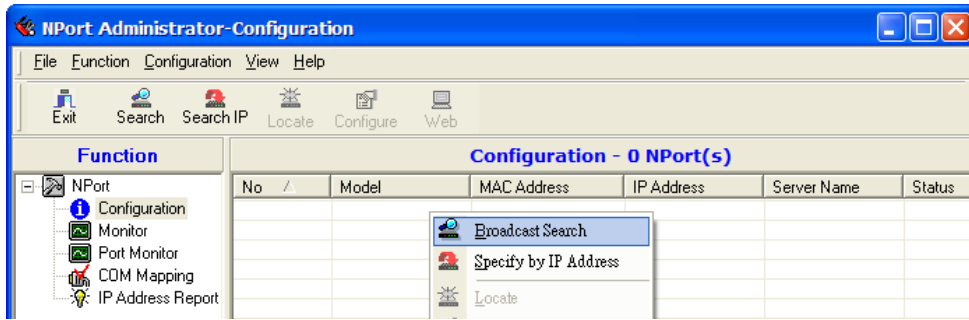 NPort Administrator-Configuration
File Function Configuration View Help
Exit Search Search IP Locate Configure Web
Function
Configuration - 0 NPort(s)
NPort
Configuration
Monitor
Port Monitor
COM Mapping
IP Address Report
No Model MAC Address IP Address Server Name Status
Broadcast Search
Specify by IP Address
Locate